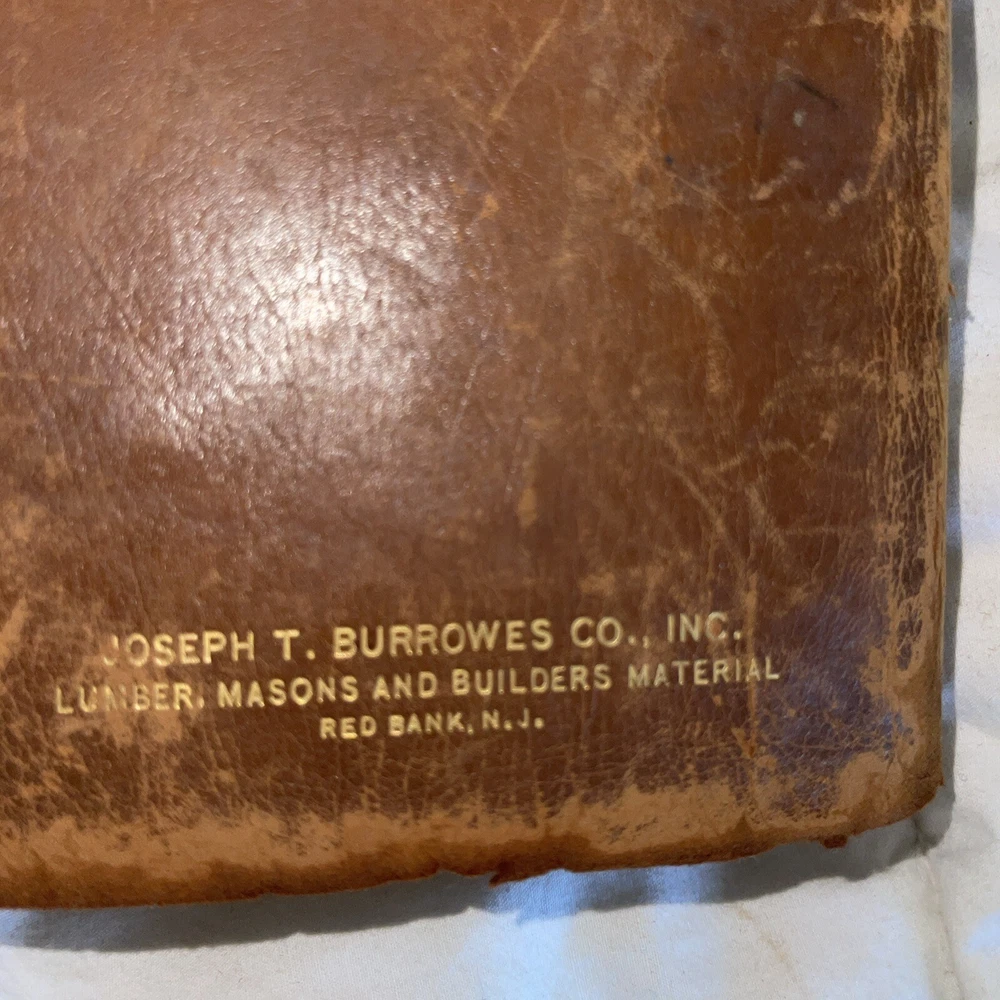 JOSEPH T. BURROWES CO., INC.
LUMBER, MASONS AND BUILDERS MATERIAL
RED BANK, N.J.